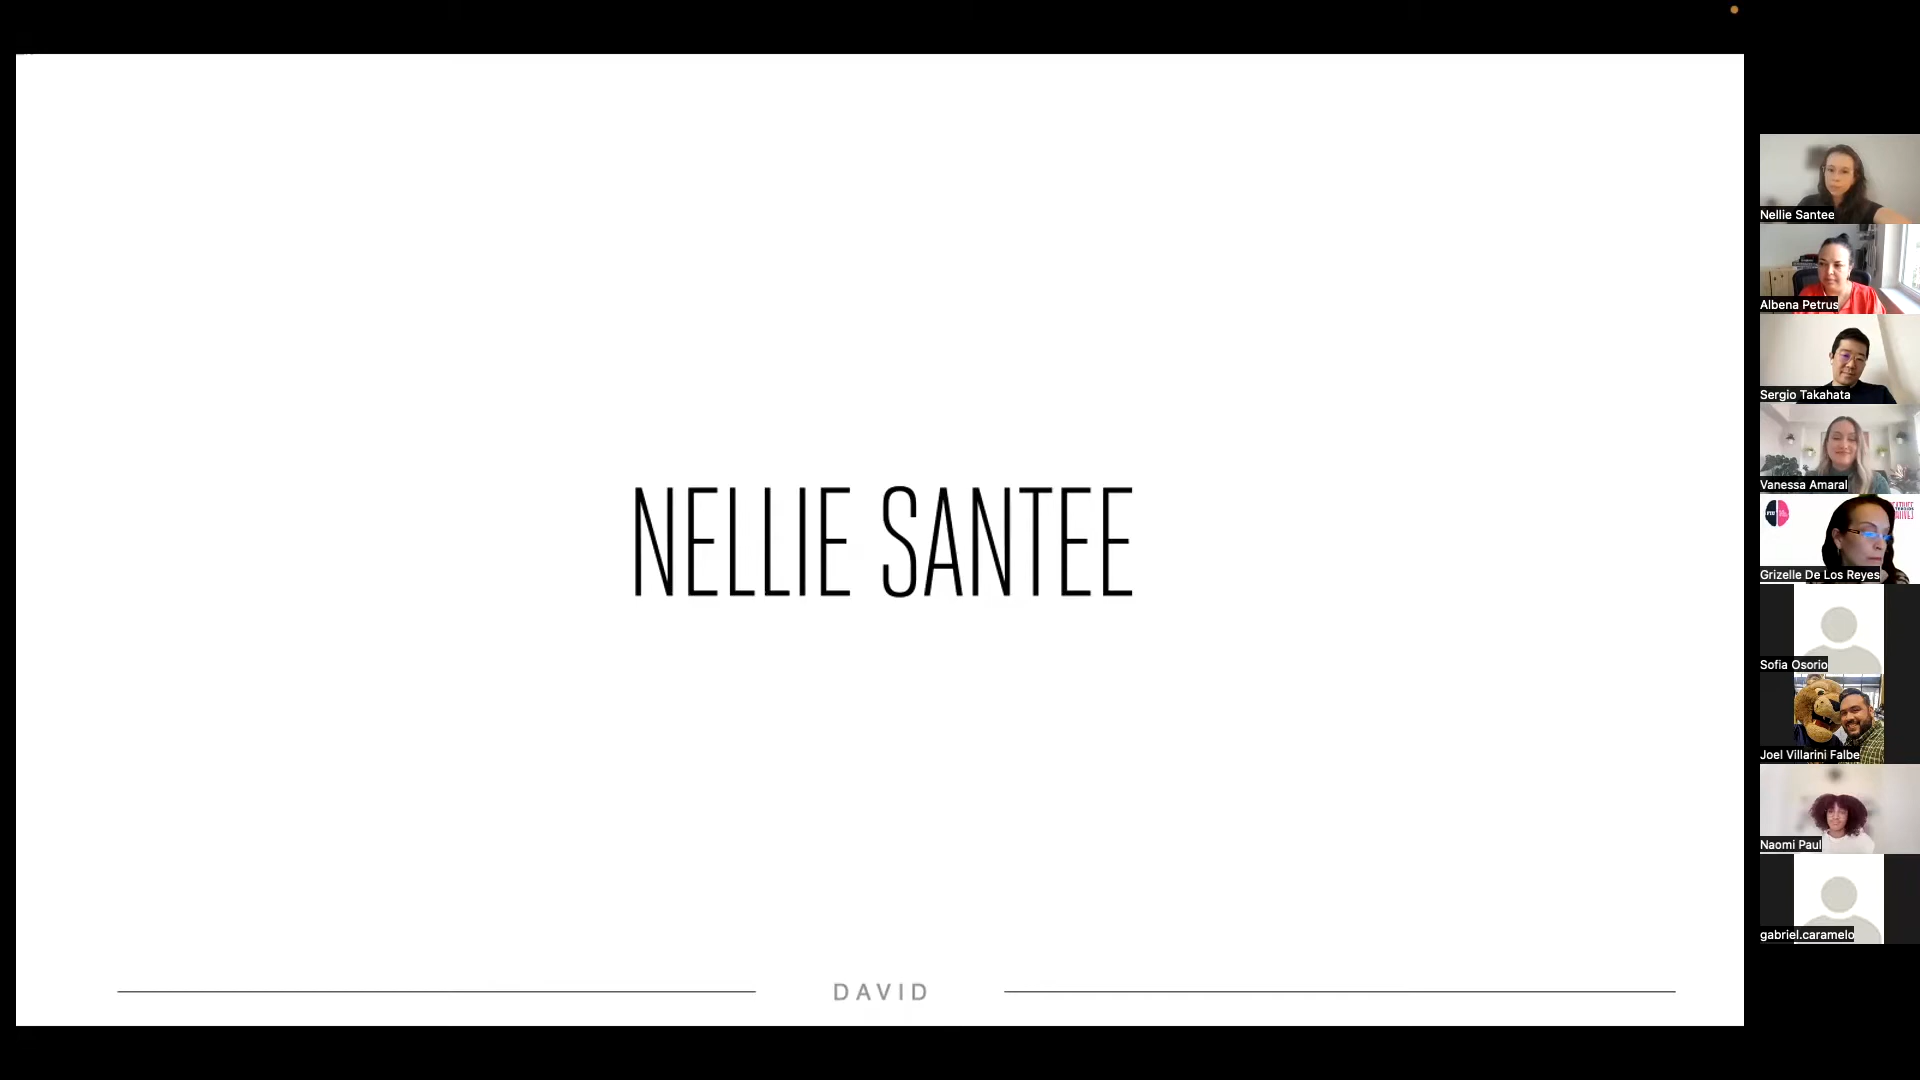 NELLIE SANTEE
DAVID
Nellie Santee
Albena Petrus
Sergio Takahata
Vanessa Amaral
Grizelle De Los Reyes
Sofia Osorio
Joel Villarini Falbe
Naomi Paul
gabriel.caramelo